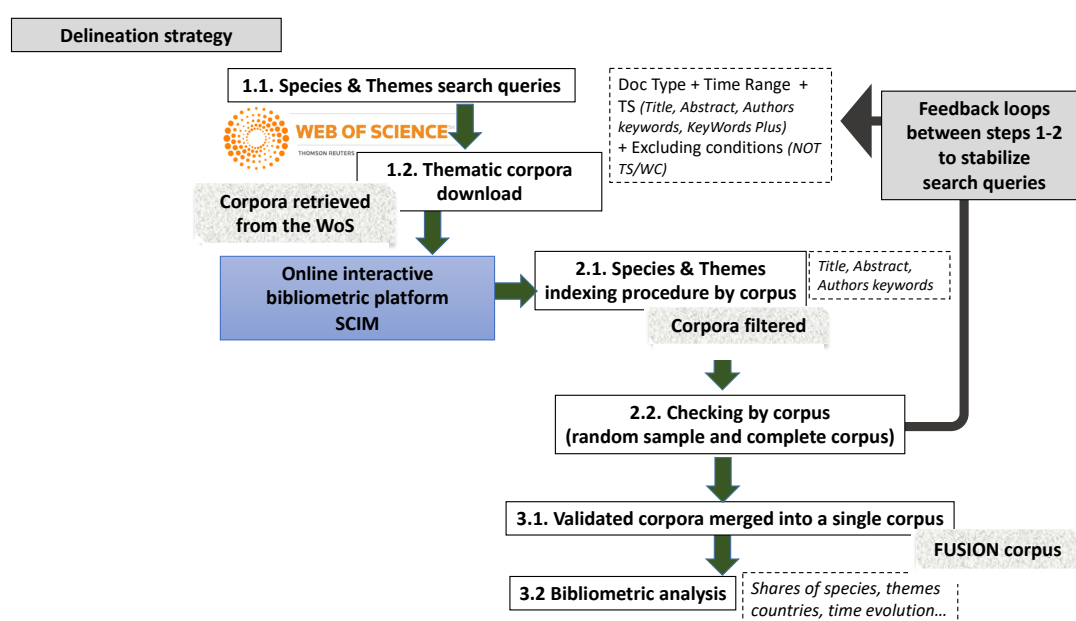 Delineation strategy
1.1. Species & Themes search queries
WEB OF SCIENCE
THOMSON REUTERS
Doc Type + Time Range +
TS (Title, Abstract, Authors
keywords, KeyWords Plus)
+ Excluding conditions (NOT
TS/WC)
Feedback loops
between steps 1-2
to stabilize
search queries
1.2. Thematic corpora
download
Corpora retrieved
from the WoS
Online interactive
bibliometric platform
SCIM
2.1. Species & Themes
indexing procedure by corpus
Title, Abstract,
Authors keywords
Corpora filtered
2.2. Checking by corpus
(random sample and complete corpus)
3.1. Validated corpora merged into a single corpus
FUSION corpus
3.2 Bibliometric analysis
Shares of species, themes
countries, time evolution…